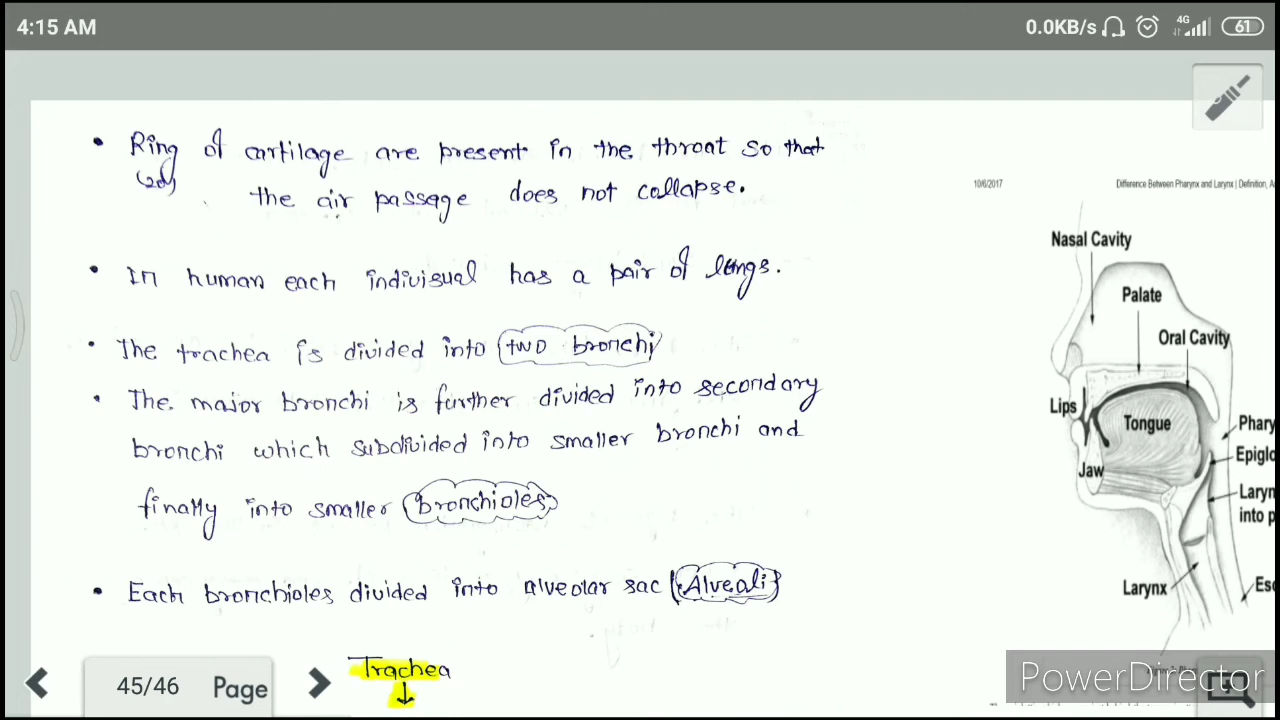 4:15 AM
0.0KB/s 4G 61
• Ring of cartilage are present in the throat so that
(20)
the air passage does not collapse.
• In human each indivisual has a pair of lungs.
• The trachea is divided into two bronchi
• The major bronchi is further divided into secondary
bronchi which subdivided into smaller bronchi and
finally into smaller bronchioles
• Each bronchioles divided into alveolar sac (Alveoli)
Trachea
↓
10/6/2017 Difference Between Pharynx and Larynx | Definition, A
Nasal Cavity
Palate
Oral Cavity
Lips
Tongue
Phary
Epiglo
Jaw
Laryn
into p
Larynx
Eso
45/46 Page
PowerDirector